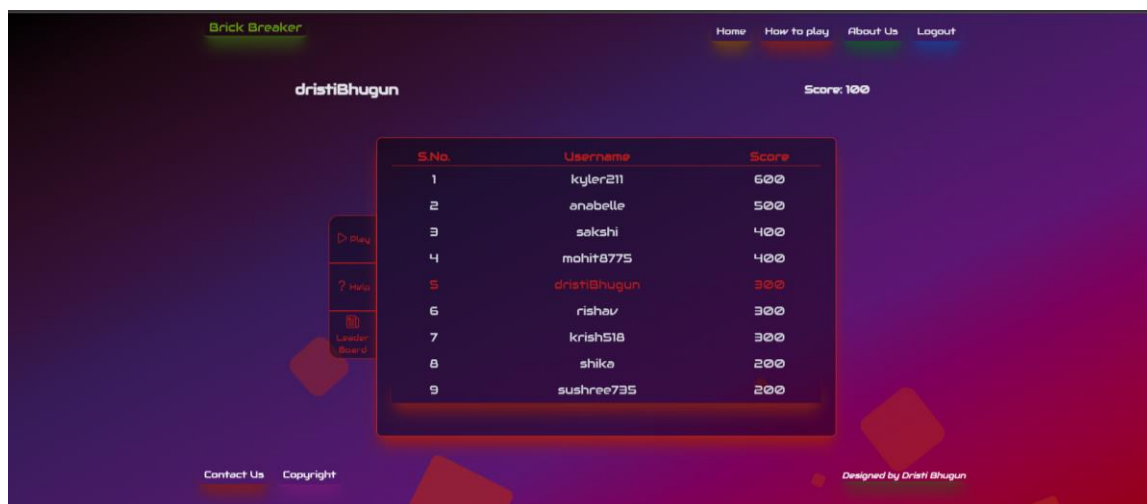 Brick Breaker Home How to play About Us Logout
dristiBhugun Score: 100
S.No. Username Score
1 kyler211 600
2 anabelle 500
3 sakshi 400
4 mohit8775 400
5 dristiBhugun 300
6 rishav 300
7 krish518 300
8 shika 200
9 sushree735 200
Play
? Help
Leader
Board
Contact Us Copyright Designed by Dristi Bhugun